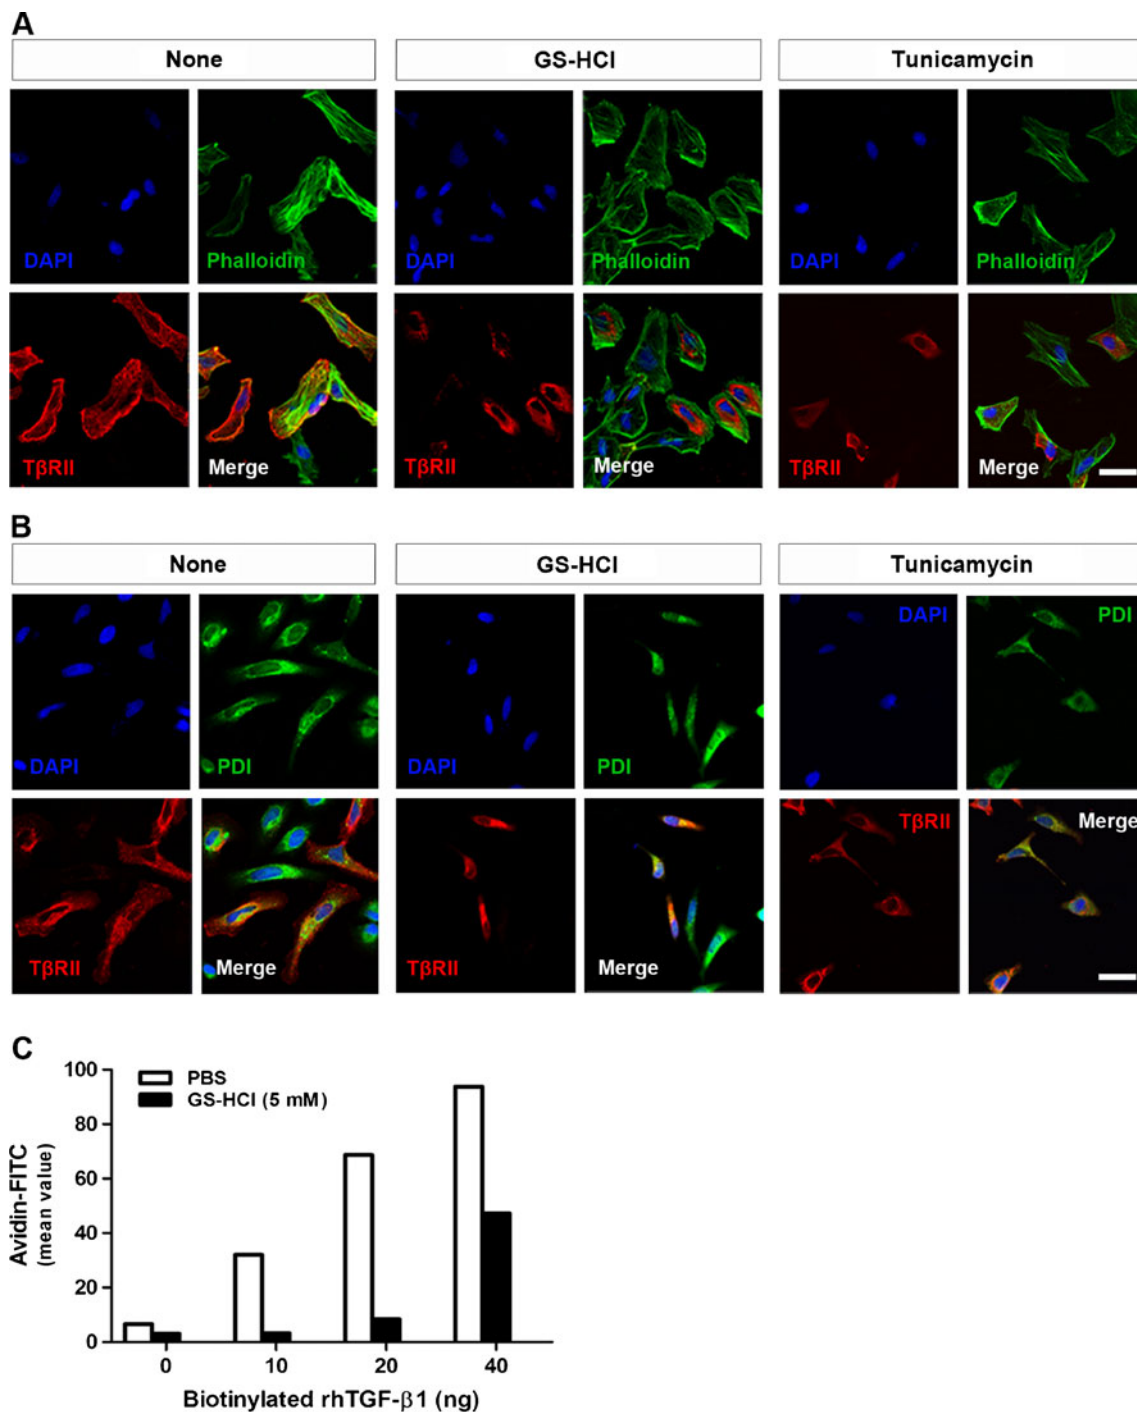 A
None
GS-HCl
Tunicamycin
DAPI
Phalloidin
DAPI
Phalloidin
DAPI
Phalloidin
TβRII
Merge
TβRII
Merge
TβRII
Merge
B
None
GS-HCl
Tunicamycin
DAPI
PDI
DAPI
PDI
DAPI
PDI
TβRII
Merge
TβRII
Merge
TβRII
Merge
C
Avidin-FITC
(mean value)
100
80
60
40
20
0
PBS
GS-HCl (5 mM)
0
10
20
40
Biotinylated rhTGF-β1 (ng)